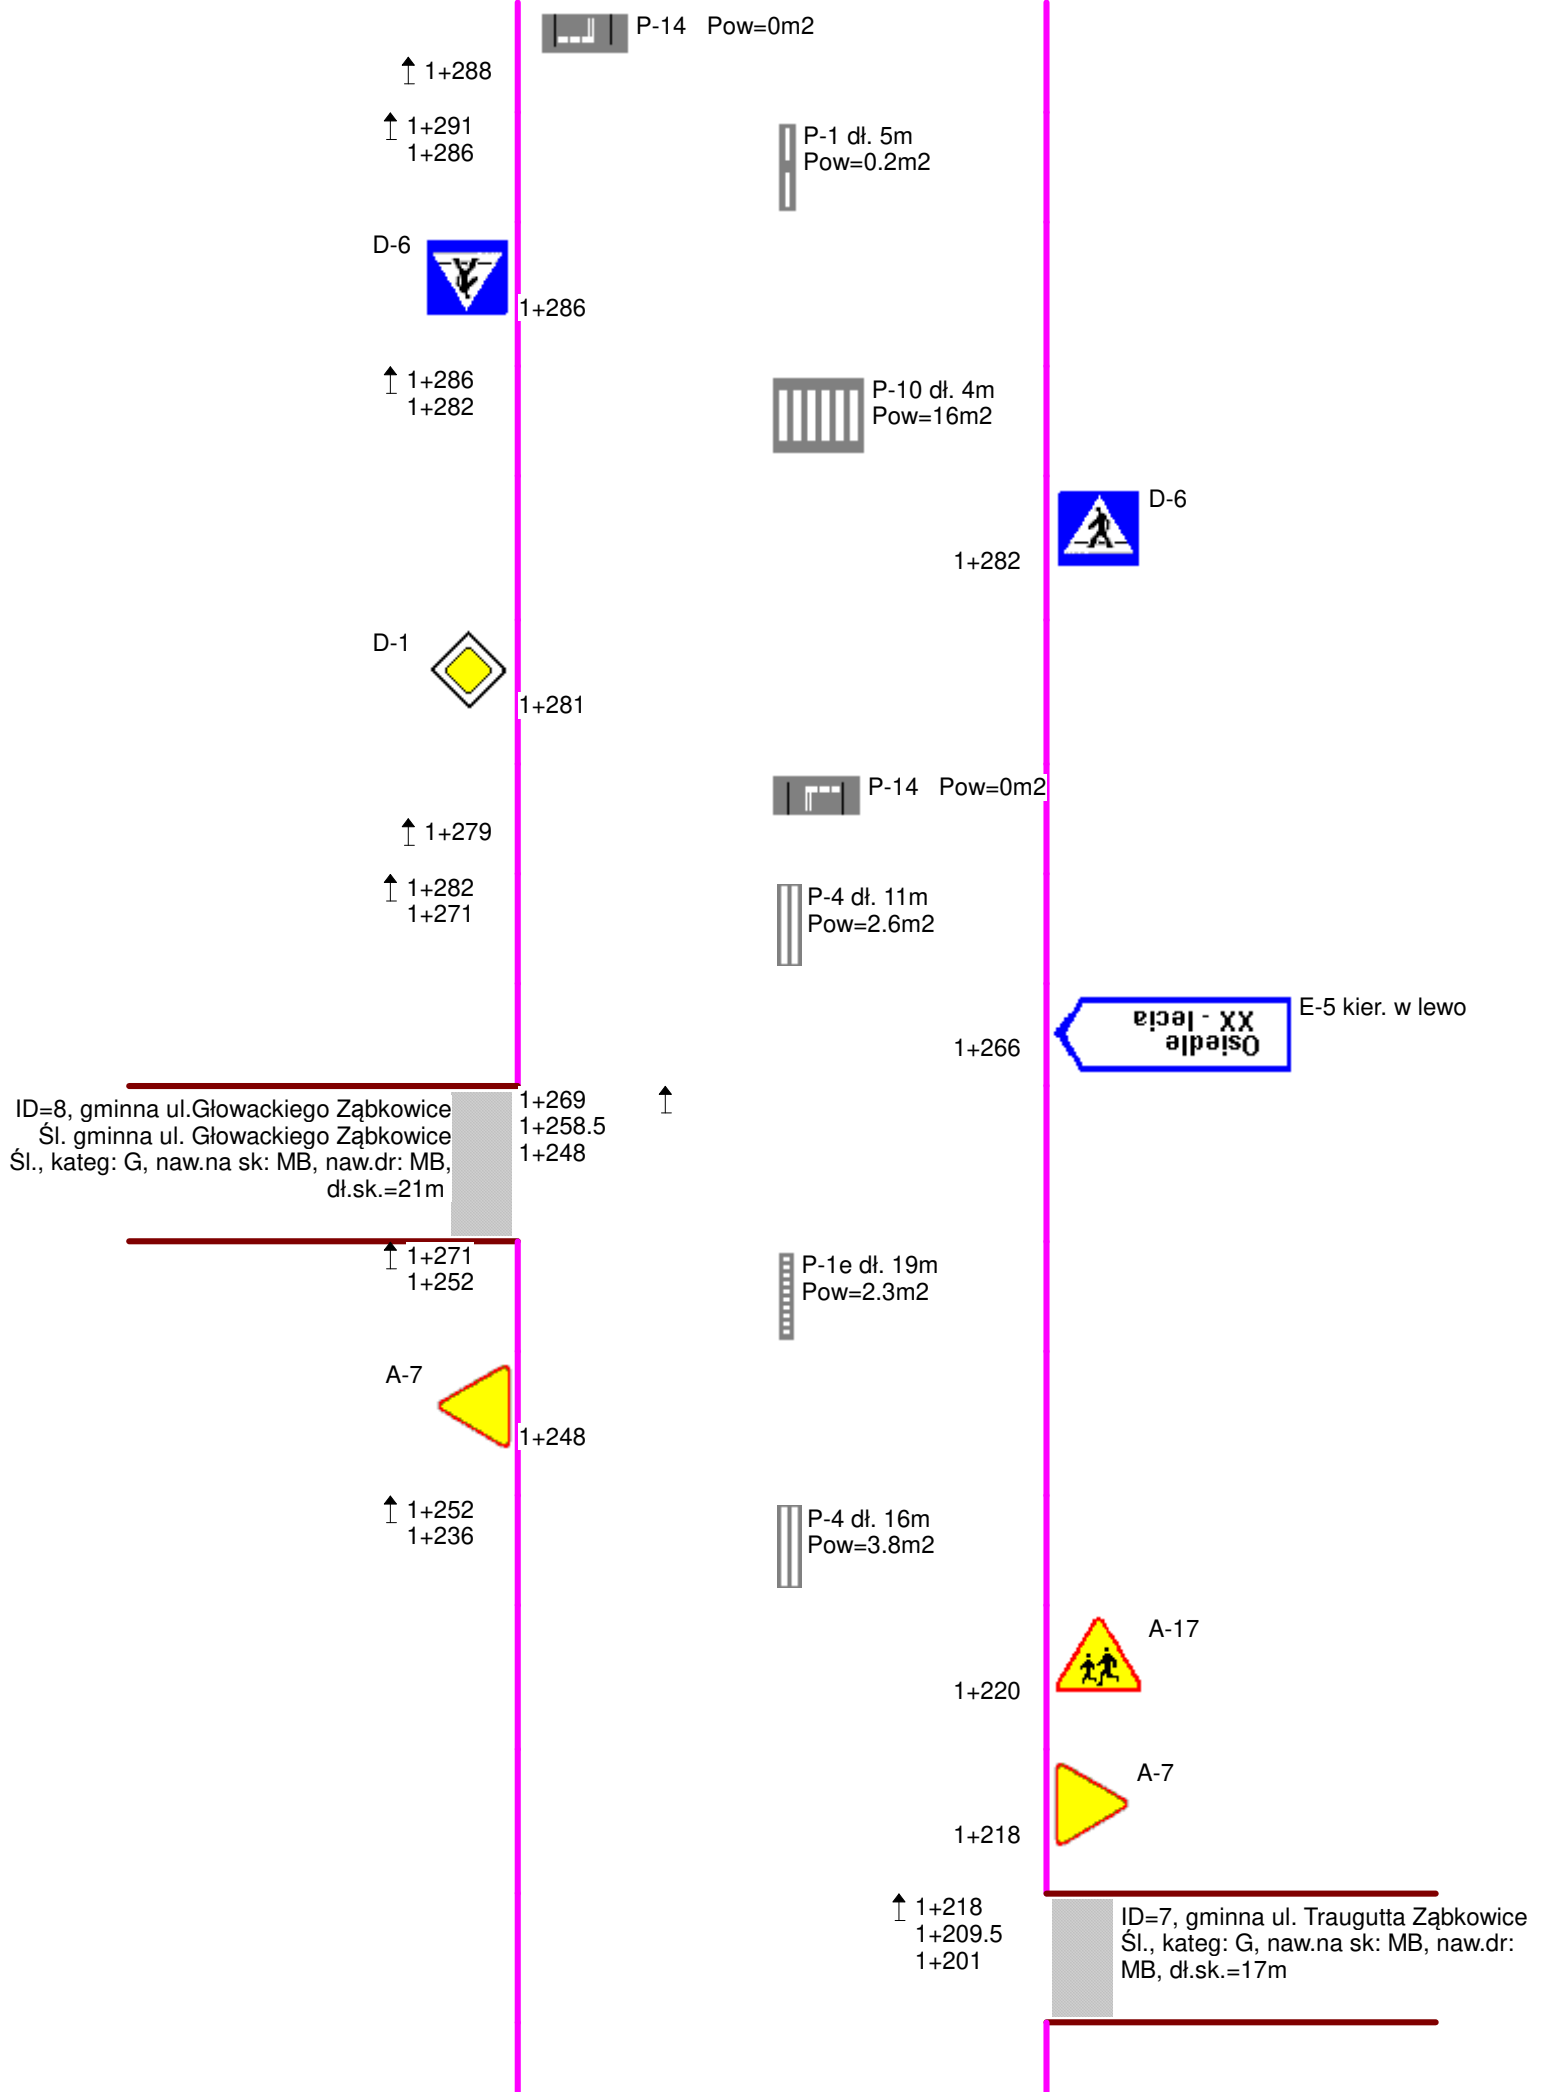 P-14 Pow=0m2
1+288
1+291
1+286
P-1 dł. 5m
Pow=0.2m2
D-6
1+286
1+286
1+282
P-10 dł. 4m
Pow=16m2
D-6
1+282
D-1
1+281
P-14 Pow=0m2
1+279
1+282
1+271
P-4 dł. 11m
Pow=2.6m2
E-5 kier. w lewo
Osiedle
XX - lecia
1+266
ID=8, gminna ul.Głowackiego Ząbkowice
Śl. gminna ul. Głowackiego Ząbkowice
Śl., kateg: G, naw.na sk: MB, naw.dr: MB,
dł.sk.=21m
1+269
1+258.5
1+248
1+271
1+252
P-1e dł. 19m
Pow=2.3m2
A-7
1+248
1+252
1+236
P-4 dł. 16m
Pow=3.8m2
A-17
1+220
A-7
1+218
1+218
1+209.5
1+201
ID=7, gminna ul. Traugutta Ząbkowice
Śl., kateg: G, naw.na sk: MB, naw.dr:
MB, dł.sk.=17m